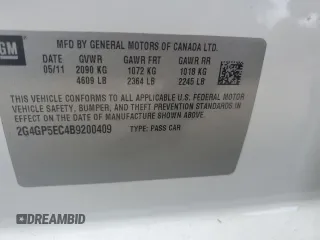 GM
MFD BY GENERAL MOTORS OF CANADA LTD.
DATE GVWR GAWR FRT GAWR RR
05/11 2090 KG 1072 KG 1018 KG
4609 LB 2364 LB 2245 LB
THIS VEHICLE CONFORMS TO ALL APPLICABLE U.S. FEDERAL MOTOR
VEHICLE SAFETY, BUMPER, AND THEFT PREVENTION STANDARDS IN
EFFECT ON THE DATE OF MANUFACTURE SHOWN ABOVE.
2G4GP5EC4B9200409 TYPE: PASS CAR